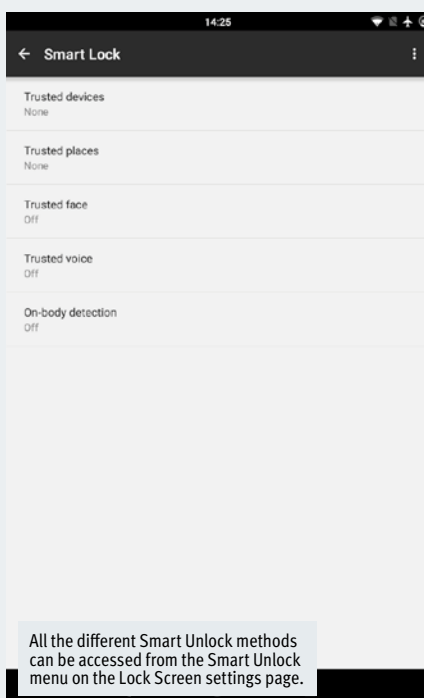 14:25
Smart Lock
Trusted devices
None
Trusted places
None
Trusted face
Off
Trusted voice
Off
On-body detection
Off
All the different Smart Unlock methods
can be accessed from the Smart Unlock
menu on the Lock Screen settings page.